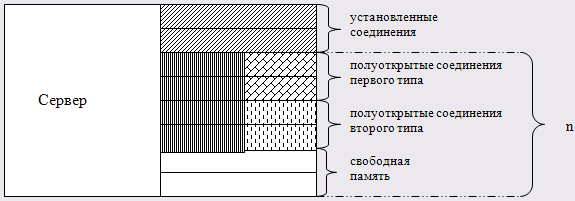 установленные
соединения
полуоткрытые соединения
первого типа
Сервер
полуоткрытые соединения
второго типа
n
свободная
память